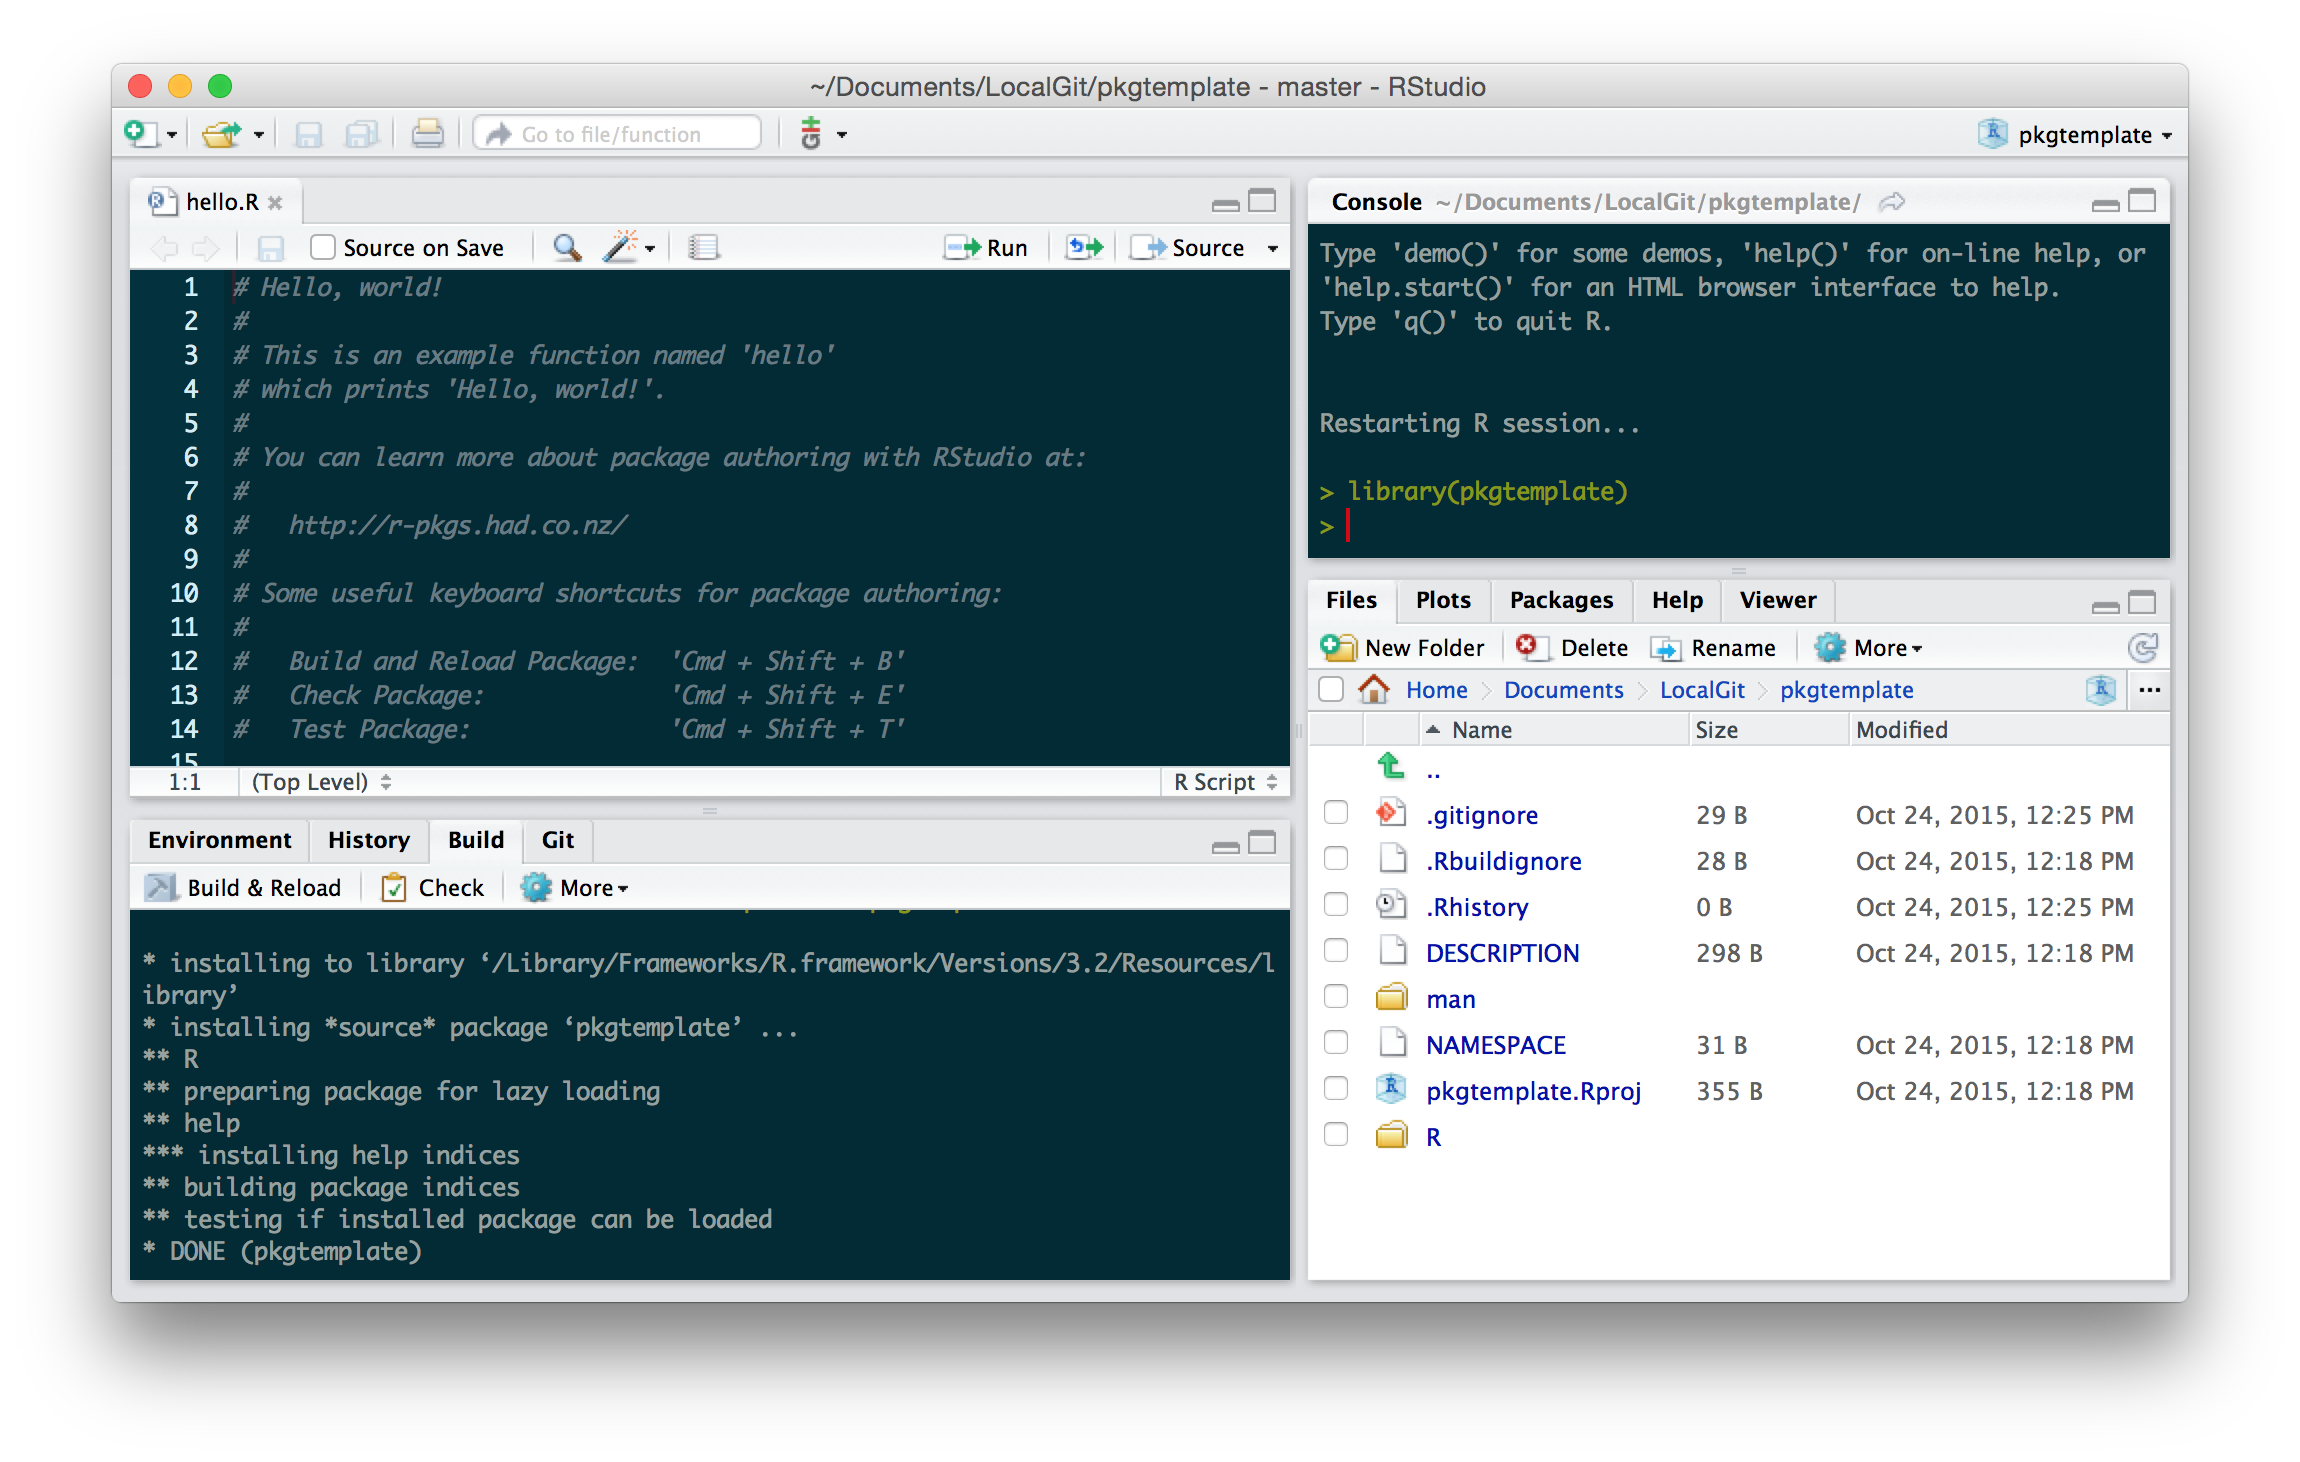 ~/Documents/LocalGit/pkgtemplate - master - RStudio
Go to file/function
pkgtemplate
hello.R
Source on Save
Run
Source
1 # Hello, world!
2 #
3 # This is an example function named 'hello'
4 # which prints 'Hello, world!'.
5 #
6 # You can learn more about package authoring with RStudio at:
7 #
8 #   http://r-pkgs.had.co.nz/
9 #
10 # Some useful keyboard shortcuts for package authoring:
11 #
12 #   Build and Reload Package:  'Cmd + Shift + B'
13 #   Check Package:             'Cmd + Shift + E'
14 #   Test Package:              'Cmd + Shift + T'
15
1:1 (Top Level) R Script
Environment History Build Git
Build & Reload Check More
* installing to library ‘/Library/Frameworks/R.framework/Versions/3.2/Resources/l
ibrary’
* installing *source* package ‘pkgtemplate’ ...
** R
** preparing package for lazy loading
** help
*** installing help indices
** building package indices
** testing if installed package can be loaded
* DONE (pkgtemplate)
Console ~/Documents/LocalGit/pkgtemplate/
Type 'demo()' for some demos, 'help()' for on-line help, or
'help.start()' for an HTML browser interface to help.
Type 'q()' to quit R.
Restarting R session...
> library(pkgtemplate)
>
Files Plots Packages Help Viewer
New Folder Delete Rename More
Home Documents LocalGit pkgtemplate ...
Name Size Modified
..
.gitignore 29 B Oct 24, 2015, 12:25 PM
.Rbuildignore 28 B Oct 24, 2015, 12:18 PM
.Rhistory 0 B Oct 24, 2015, 12:25 PM
DESCRIPTION 298 B Oct 24, 2015, 12:18 PM
man
NAMESPACE 31 B Oct 24, 2015, 12:18 PM
pkgtemplate.Rproj 355 B Oct 24, 2015, 12:18 PM
R